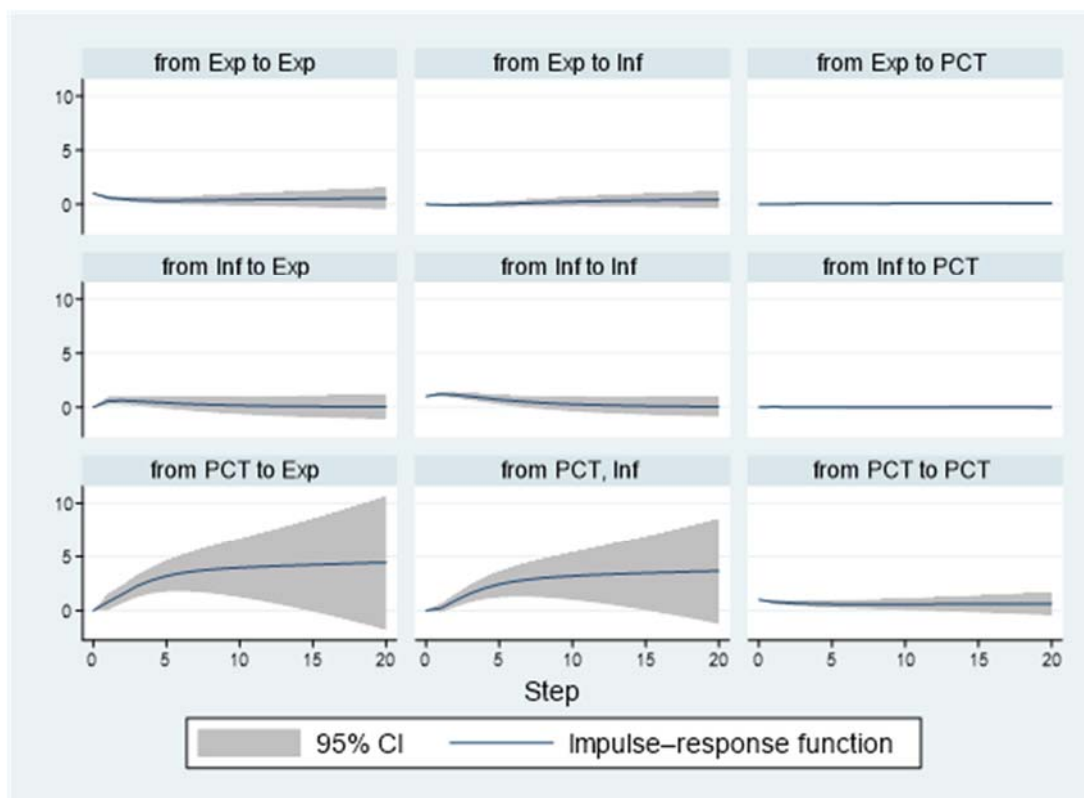 from Exp to Exp
from Exp to Inf
from Exp to PCT
10
5
0
from Inf to Exp
from Inf to Inf
from Inf to PCT
10
5
0
from PCT to Exp
from PCT, Inf
from PCT to PCT
10
5
0
0 5 10 15 20
0 5 10 15 20
0 5 10 15 20
Step
95% CI
Impulse–response function